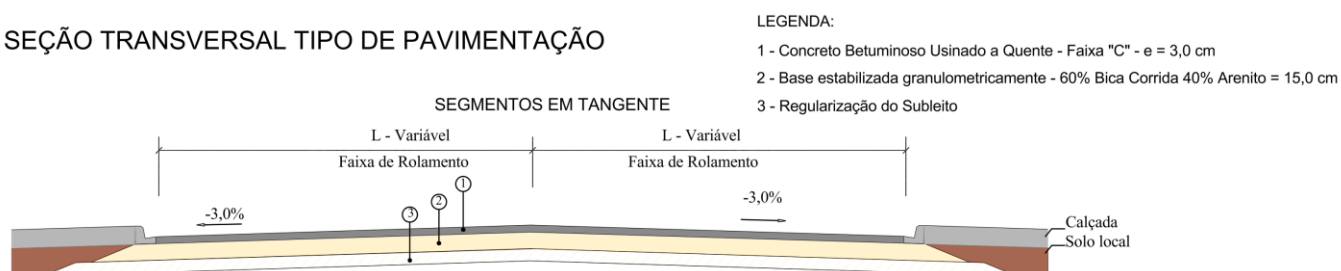 SEÇÃO TRANSVERSAL TIPO DE PAVIMENTAÇÃO
LEGENDA:
1 - Concreto Betuminoso Usinado a Quente - Faixa "C" - e = 3,0 cm
2 - Base estabilizada granulometricamente - 60% Bica Corrida 40% Arenito = 15,0 cm
3 - Regularização do Subleito
SEGMENTOS EM TANGENTE
L - Variável
L - Variável
Faixa de Rolamento
Faixa de Rolamento
1
2
3
-3,0%
-3,0%
Calçada
Solo local